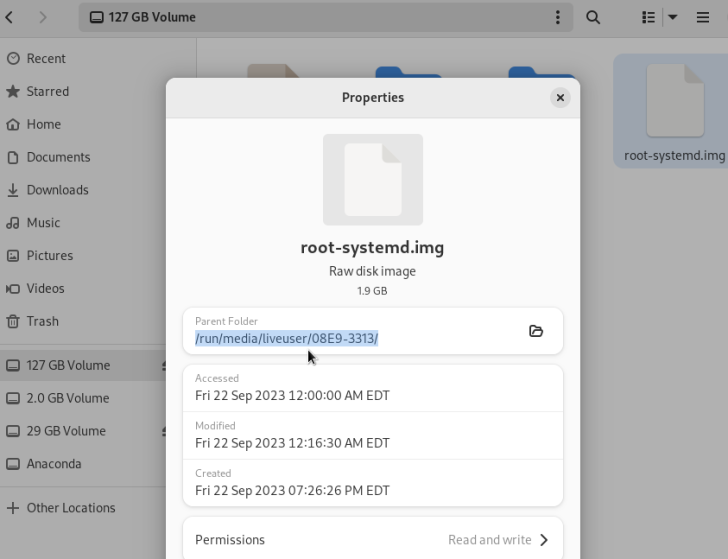 127 GB Volume
Recent
Starred
Home
Documents
Downloads
Music
Pictures
Videos
Trash
127 GB Volume
2.0 GB Volume
29 GB Volume
Anaconda
Other Locations
root-systemd.img
Properties
root-systemd.img
Raw disk image
1.9 GB
Parent Folder
/run/media/liveuser/08E9-3313/
Accessed
Fri 22 Sep 2023 12:00:00 AM EDT
Modified
Fri 22 Sep 2023 12:16:30 AM EDT
Created
Fri 22 Sep 2023 07:26:26 PM EDT
Permissions Read and write